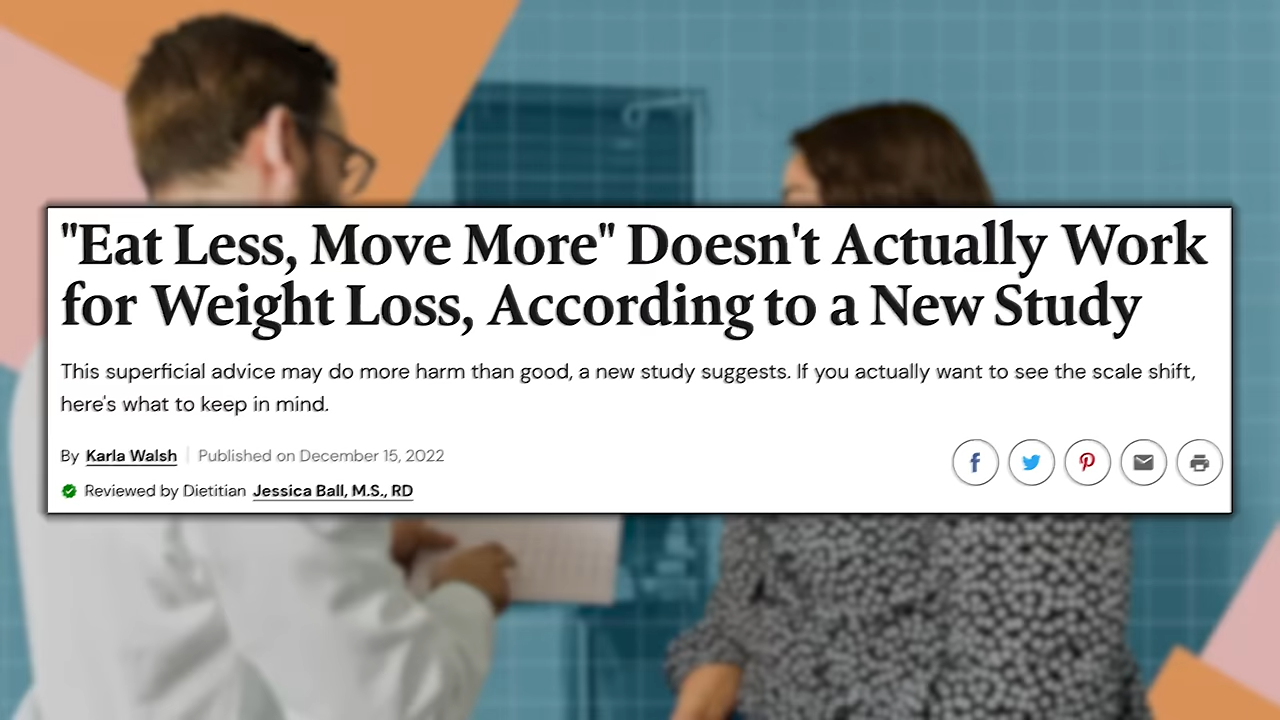 "Eat Less, Move More" Doesn't Actually Work
for Weight Loss, According to a New Study
This superficial advice may do more harm than good, a new study suggests. If you actually want to see the scale shift,
here's what to keep in mind.
By Karla Walsh Published on December 15, 2022
Reviewed by Dietitian Jessica Ball, M.S., RD